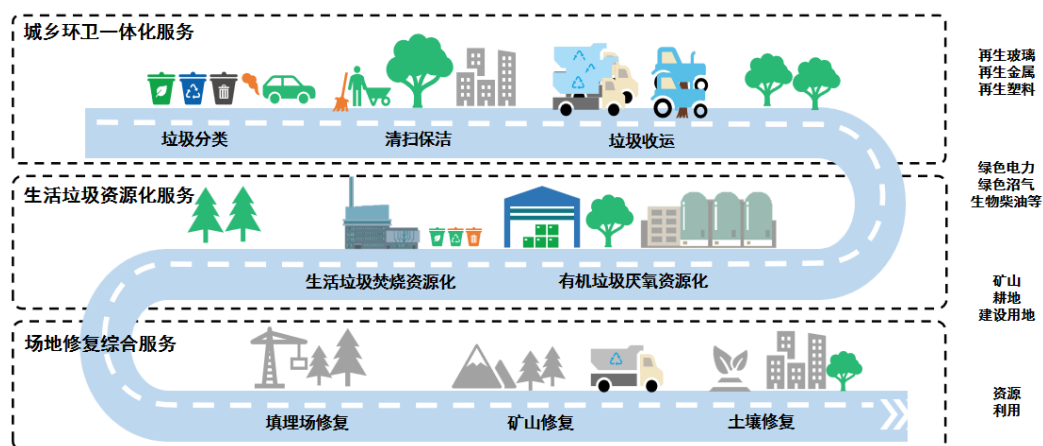 城乡环卫一体化服务
垃圾分类
清扫保洁
垃圾收运
再生玻璃
再生金属
再生塑料
生活垃圾资源化服务
生活垃圾焚烧资源化
有机垃圾厌氧资源化
绿色电力
绿色沼气
生物柴油等
场地修复综合服务
填埋场修复
矿山修复
土壤修复
矿山
耕地
建设用地
资源
利用